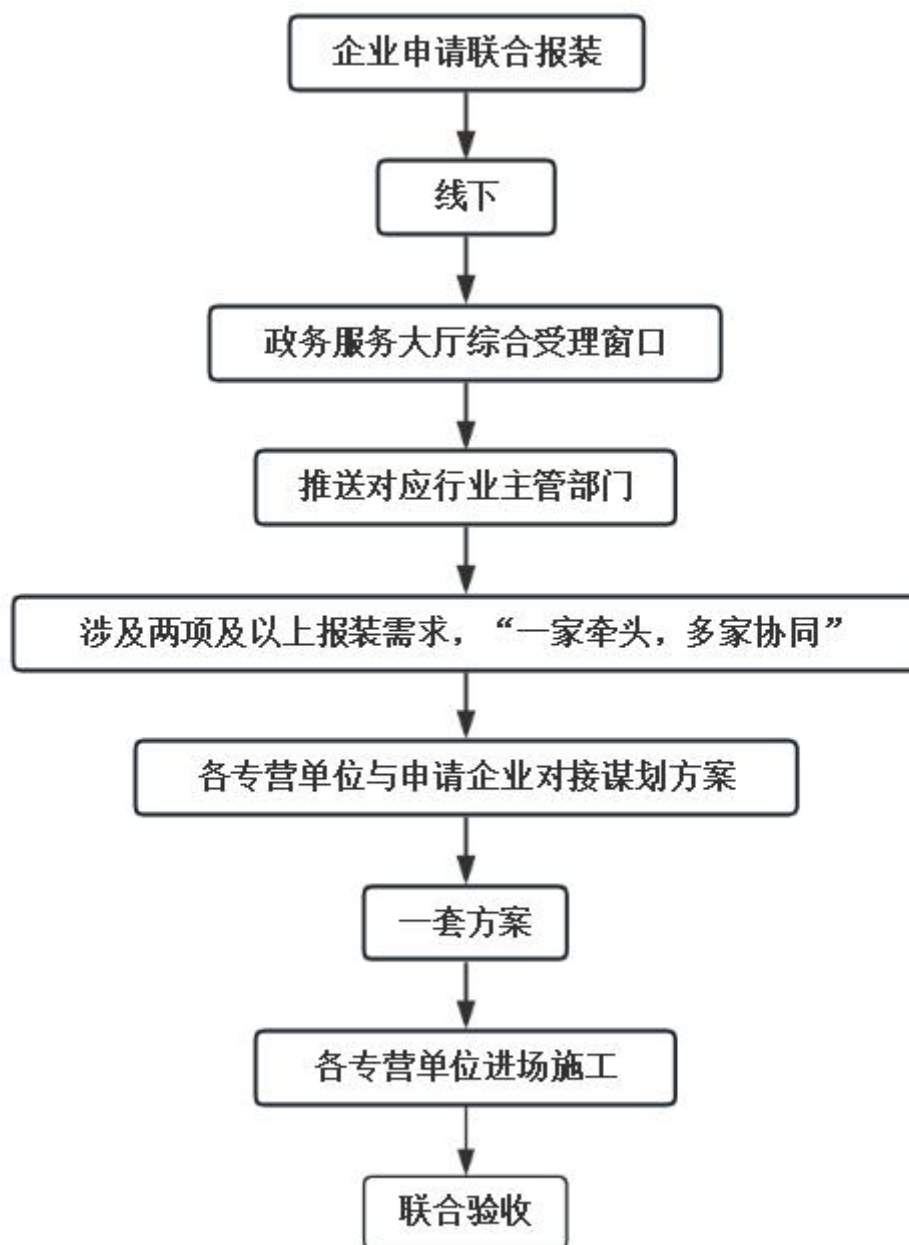 企业申请联合报装
线下
政务服务大厅综合受理窗口
推送对应行业主管部门
涉及两项及以上报装需求，“一家牵头，多家协同”
各专营单位与申请企业对接谋划方案
一套方案
各专营单位进场施工
联合验收